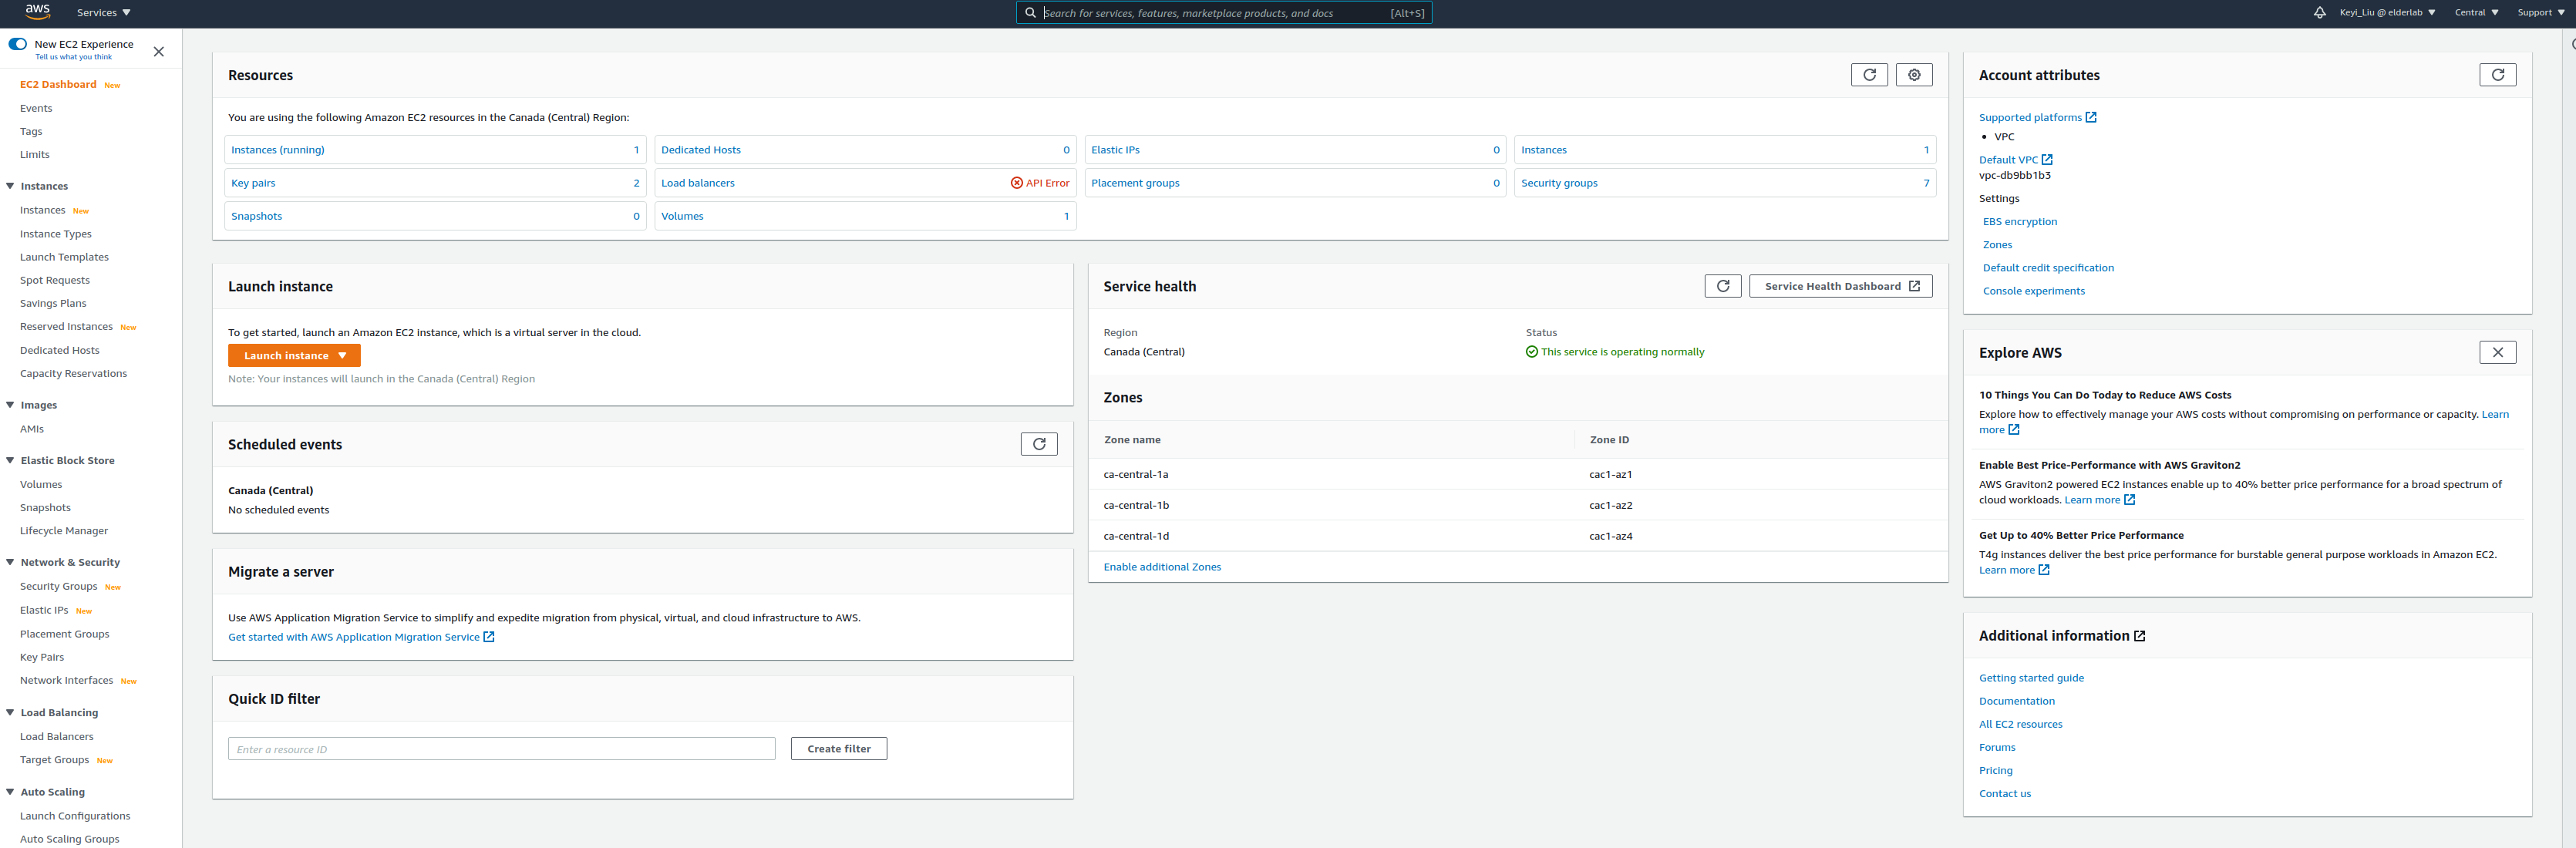 aws
Services
Search for services, features, marketplace products, and docs
[Alt+S]
Keyi_Liu @ elderlab
Central
Support
New EC2 Experience
Tell us what you think
EC2 Dashboard New
Events
Tags
Limits
Instances
Instances New
Instance Types
Launch Templates
Spot Requests
Savings Plans
Reserved Instances New
Dedicated Hosts
Capacity Reservations
Images
AMIs
Elastic Block Store
Volumes
Snapshots
Lifecycle Manager
Network & Security
Security Groups New
Elastic IPs New
Placement Groups
Key Pairs
Network Interfaces New
Load Balancing
Load Balancers
Target Groups New
Auto Scaling
Launch Configurations
Auto Scaling Groups
Resources
You are using the following Amazon EC2 resources in the Canada (Central) Region:
Instances (running) 1
Dedicated Hosts 0
Elastic IPs 0
Instances 1
Key pairs 2
Load balancers API Error
Placement groups 0
Security groups 7
Snapshots 0
Volumes 1
Launch instance
To get started, launch an Amazon EC2 instance, which is a virtual server in the cloud.
Launch instance
Note: Your instances will launch in the Canada (Central) Region
Scheduled events
Canada (Central)
No scheduled events
Migrate a server
Use AWS Application Migration Service to simplify and expedite migration from physical, virtual, and cloud infrastructure to AWS.
Get started with AWS Application Migration Service
Quick ID filter
Enter a resource ID
Create filter
Service health
Service Health Dashboard
Region
Status
Canada (Central)
This service is operating normally
Zones
Zone name
Zone ID
ca-central-1a
cac1-az1
ca-central-1b
cac1-az2
ca-central-1d
cac1-az4
Enable additional Zones
Account attributes
Supported platforms
VPC
Default VPC
vpc-db9bb1b3
Settings
EBS encryption
Zones
Default credit specification
Console experiments
Explore AWS
10 Things You Can Do Today to Reduce AWS Costs
Explore how to effectively manage your AWS costs without compromising on performance or capacity. Learn
more
Enable Best Price-Performance with AWS Graviton2
AWS Graviton2 powered EC2 instances enable up to 40% better price performance for a broad spectrum of
cloud workloads. Learn more
Get Up to 40% Better Price Performance
T4g instances deliver the best price performance for burstable general purpose workloads in Amazon EC2.
Learn more
Additional information
Getting started guide
Documentation
All EC2 resources
Forums
Pricing
Contact us